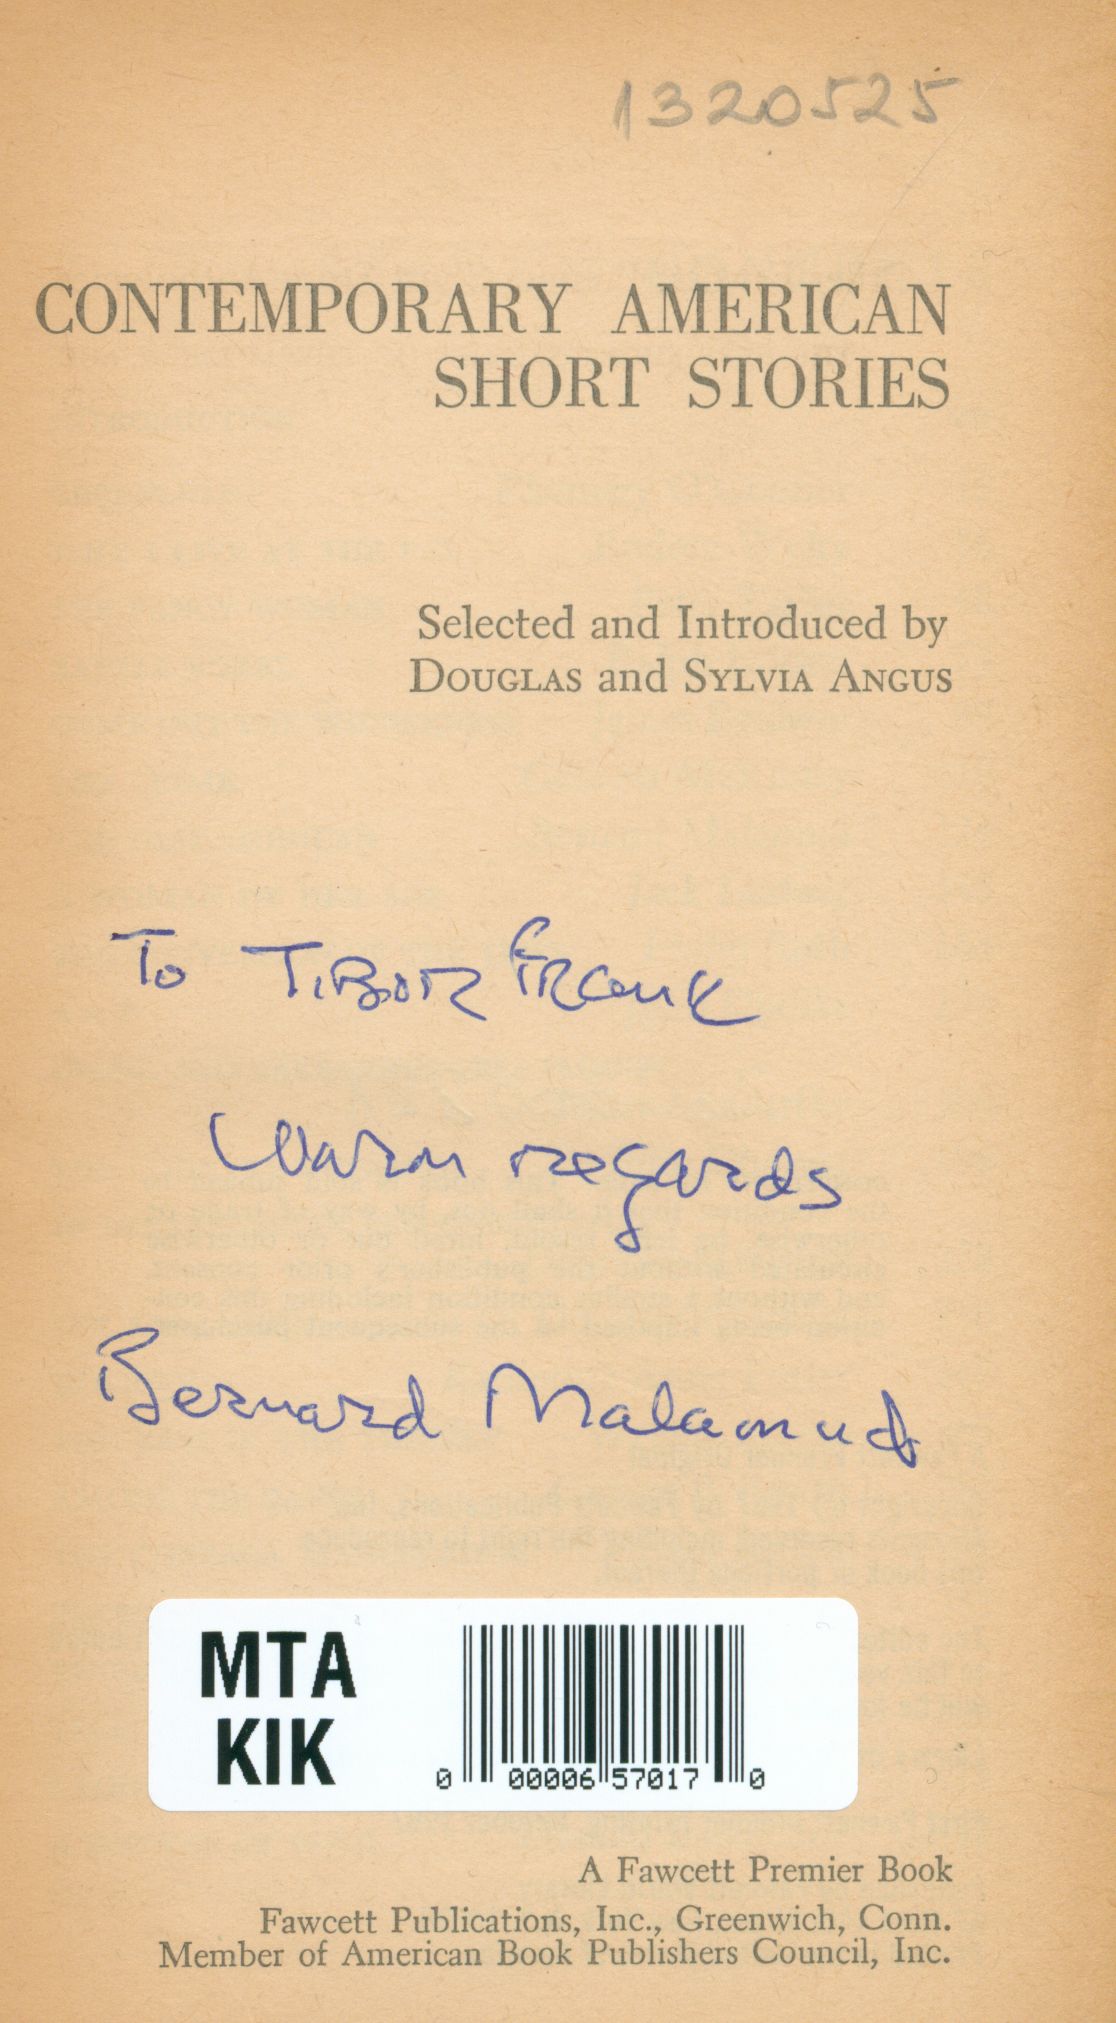 1320525
CONTEMPORARY AMERICAN
SHORT STORIES
Selected and Introduced by
DOUGLAS and SYLVIA ANGUS
To Tibor Frank
Warm regards
Bernard Malamud
MTA
KIK
0 00006 57017 0
A Fawcett Premier Book
Fawcett Publications, Inc., Greenwich, Conn.
Member of American Book Publishers Council, Inc.